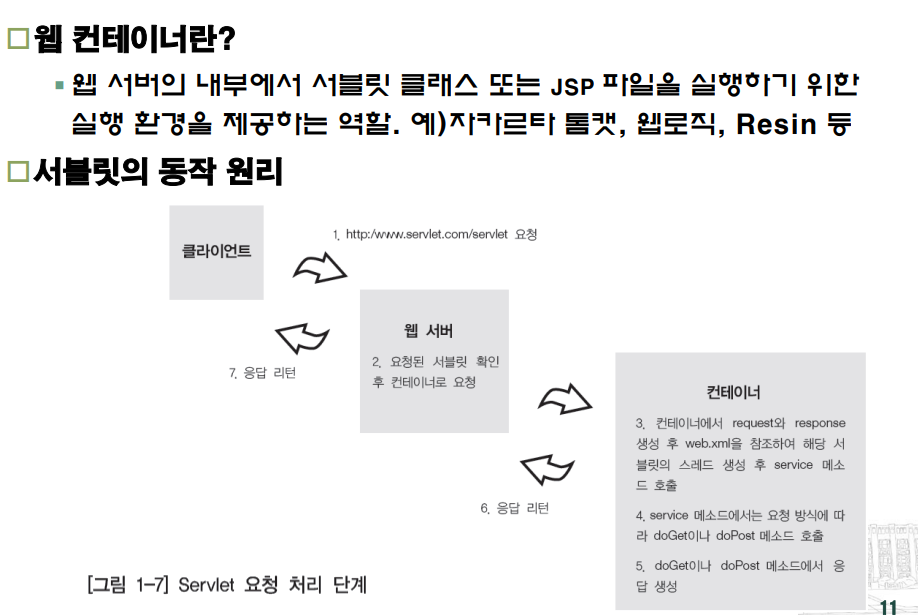 웹 컨테이너란?
웹 서버의 내부에서 서블릿 클래스 또는 JSP 파일을 실행하기 위한
실행 환경을 제공하는 역할. 예)자카르타 톰캣, 웹로직, Resin 등
서블릿의 동작 원리
클라이언트
1. http:/www.servlet.com/servlet 요청
웹 서버
2. 요청된 서블릿 확인
후 컨테이너로 요청
7. 응답 리턴
컨테이너
3. 컨테이너에서 request와 response
생성 후 web.xml을 참조하여 해당 서
블릿의 스레드 생성 후 service 메소
드 호출
4. service 메소드에서는 요청 방식에 따
라 doGet이나 doPost 메소드 호출
5. doGet이나 doPost 메소드에서 응
답 생성
6. 응답 리턴
[그림 1-7] Servlet 요청 처리 단계
11